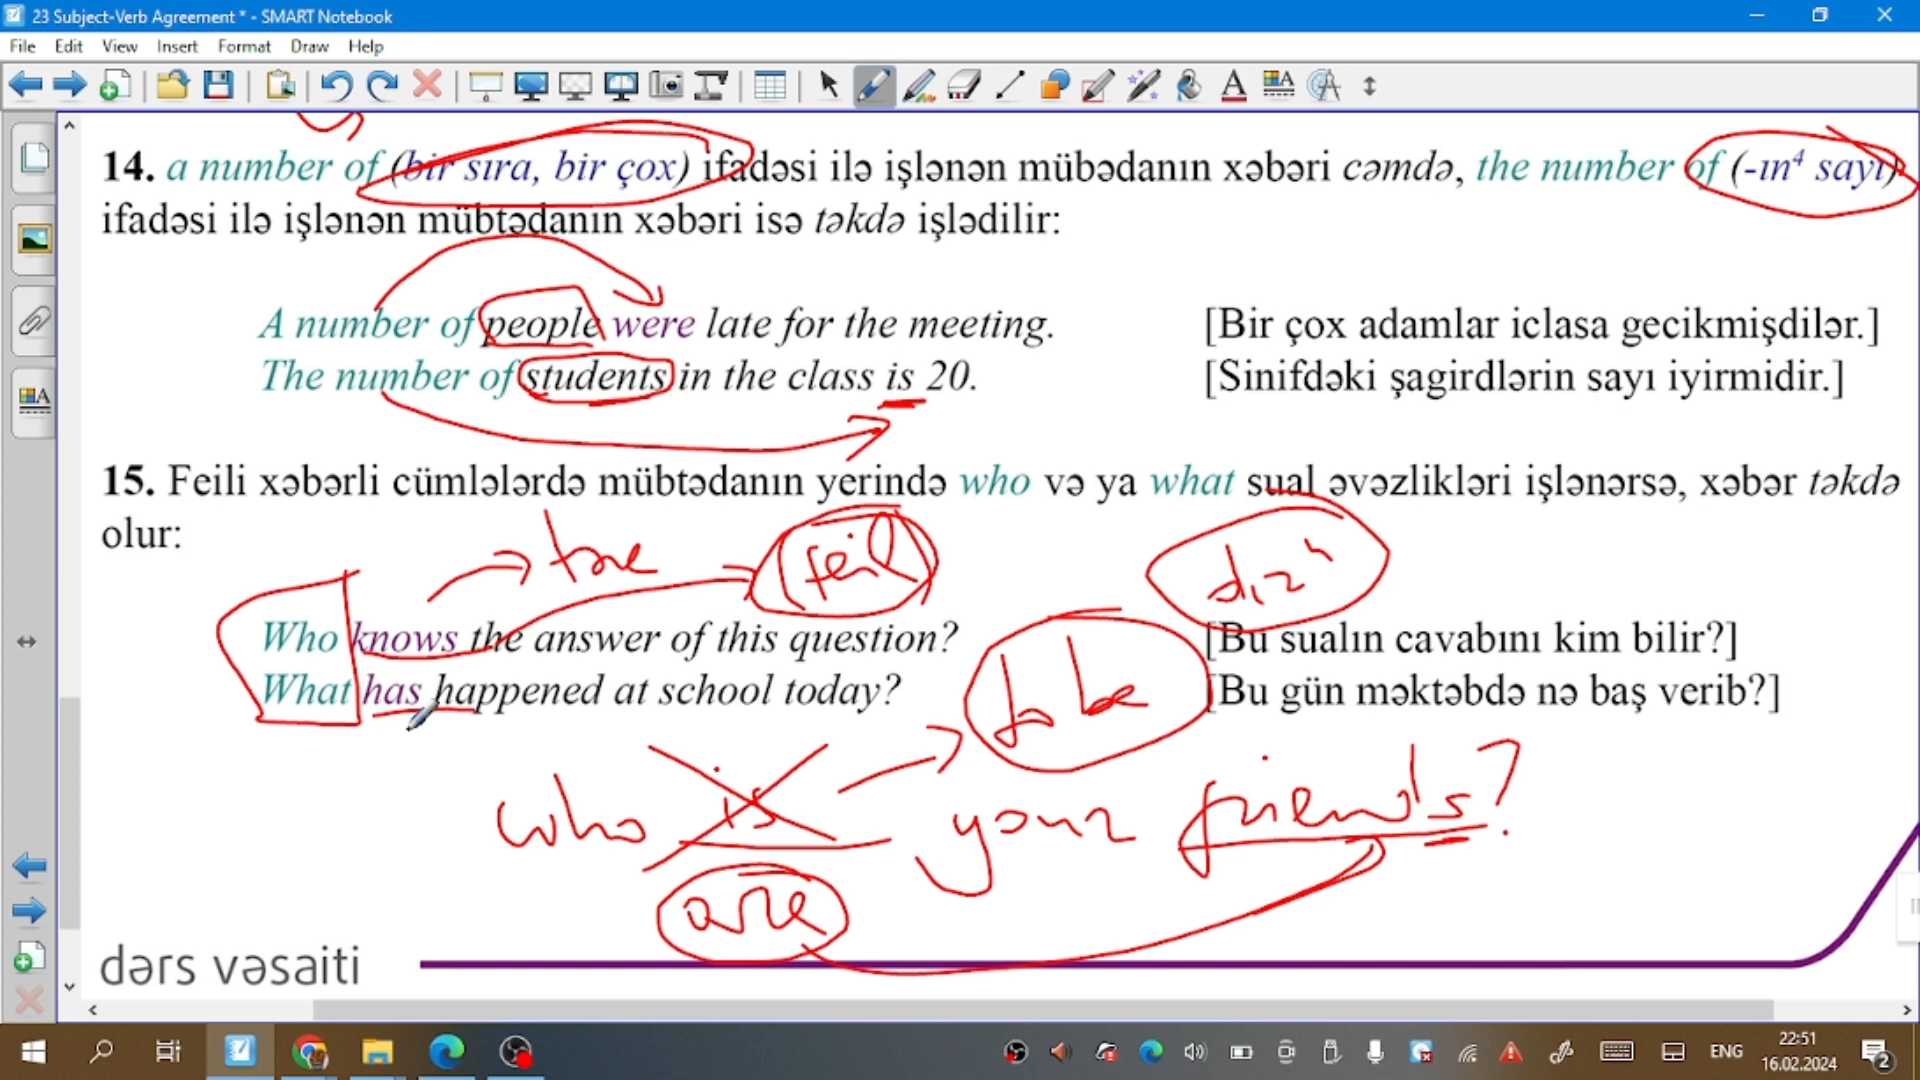 23 Subject-Verb Agreement * - SMART Notebook
File Edit View Insert Format Draw Help
14. a number of (bir sıra, bir çox) ifadəsi ilə işlənən mübədanın xəbəri cəmdə, the number of (-ın⁴ sayı)
ifadəsi ilə işlənən mübtədanın xəbəri isə təkdə işlədilir:
A number of people were late for the meeting. [Bir çox adamlar iclasa gecikmişdilər.]
The number of students in the class is 20. [Sinifdəki şagirdlərin sayı iyirmidir.]
15. Feili xəbərli cümlələrdə mübtədanın yerində who və ya what sual əvəzlikləri işlənərsə, xəbər təkdə
olur:
(feil)
dır⁴
Who knows the answer of this question? [Bu sualın cavabını kim bilir?]
What has happened at school today? [Bu gün məktəbdə nə baş verib?]
to be
who is your friends?
are
dərs vəsaiti
ENG
22:51
16.02.2024
2